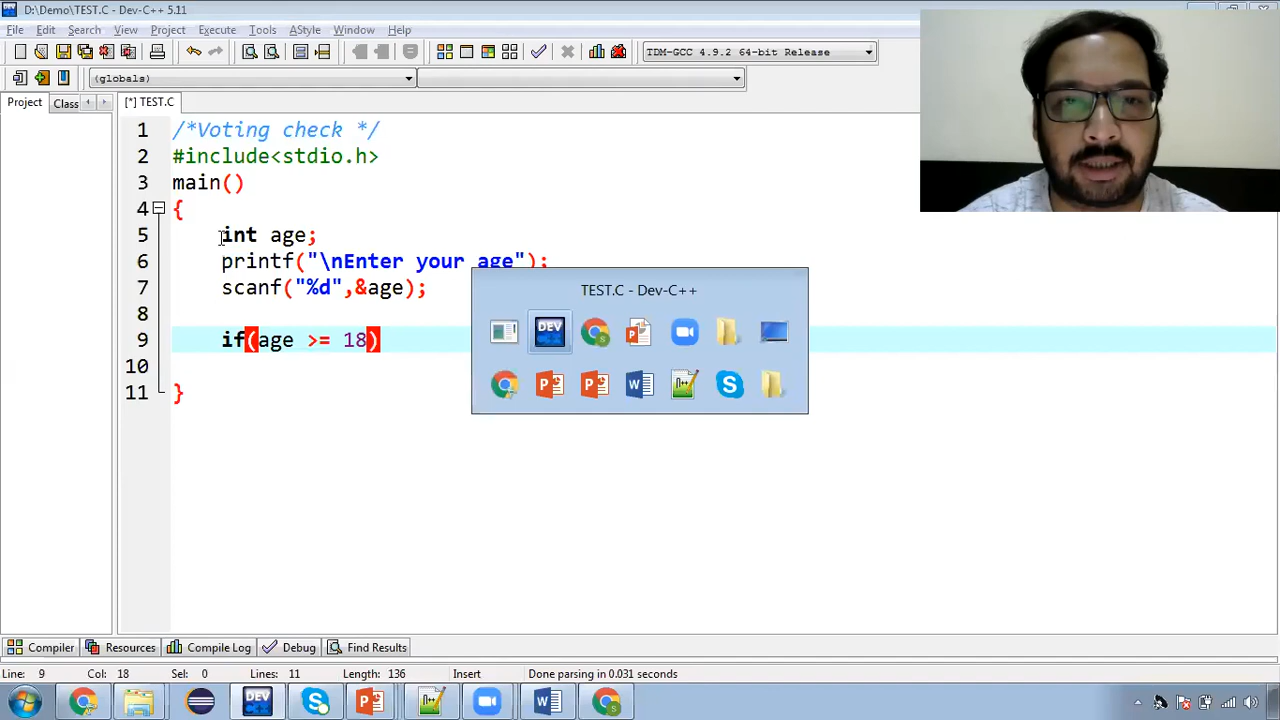 D:\Demo\TEST.C - Dev-C++ 5.11
File Edit Search View Project Execute Tools AStyle Window Help
TDM-GCC 4.9.2 64-bit Release
(globals)
Project Class [*] TEST.C
1 /*Voting check */
2 #include<stdio.h>
3 main()
4 {
5 int age;
6 printf("\nEnter your age");
7 scanf("%d",&age);
8
9 if(age >= 18)
10
11 }
TEST.C - Dev-C++
DEV
Compiler Resources Compile Log Debug Find Results
Line: 9 Col: 18 Sel: 0 Lines: 11 Length: 136 Insert Done parsing in 0.031 seconds
DEV